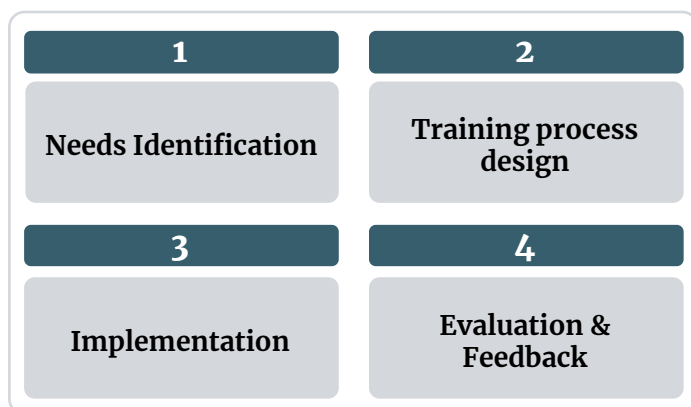 1
2
Needs Identification
Training process
design
3
4
Implementation
Evaluation &
Feedback